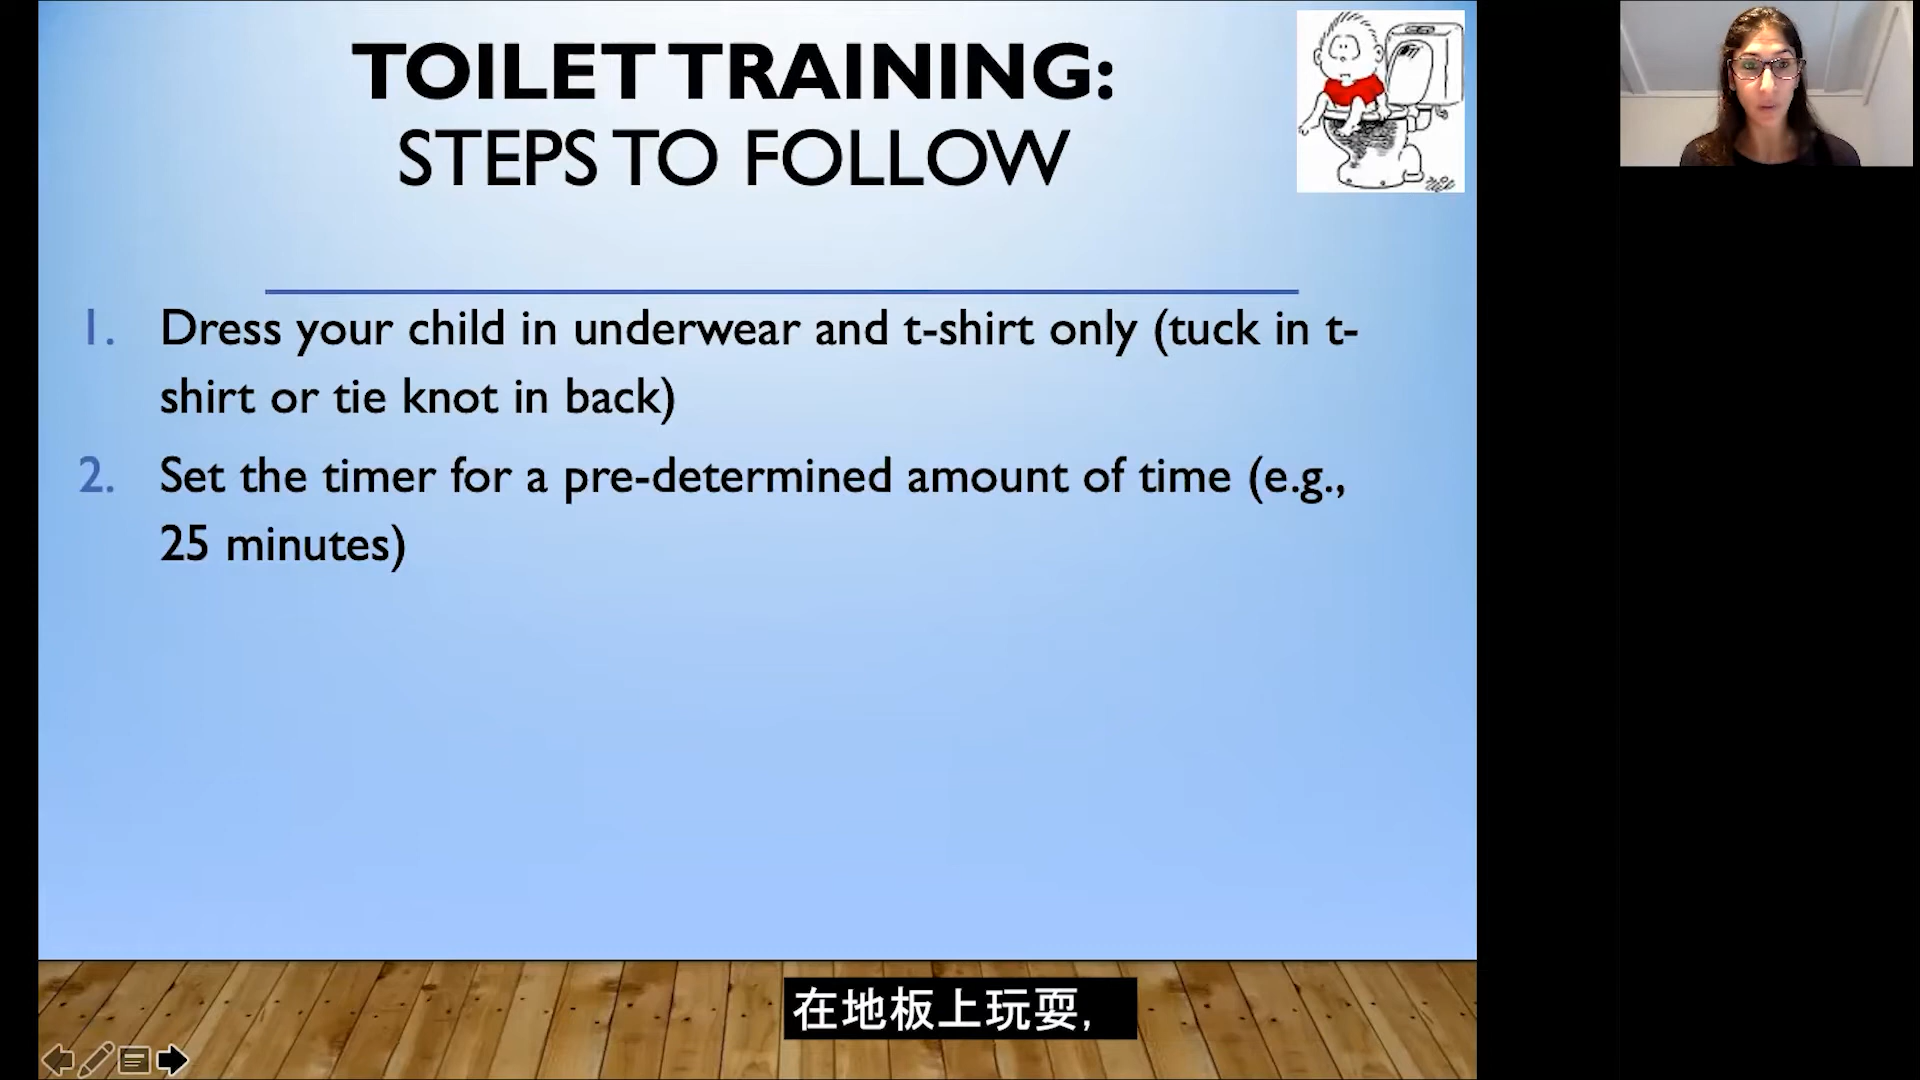 TOILET TRAINING:
STEPS TO FOLLOW
1. Dress your child in underwear and t-shirt only (tuck in t-
shirt or tie knot in back)
2. Set the timer for a pre-determined amount of time (e.g.,
25 minutes)
在地板上玩耍,